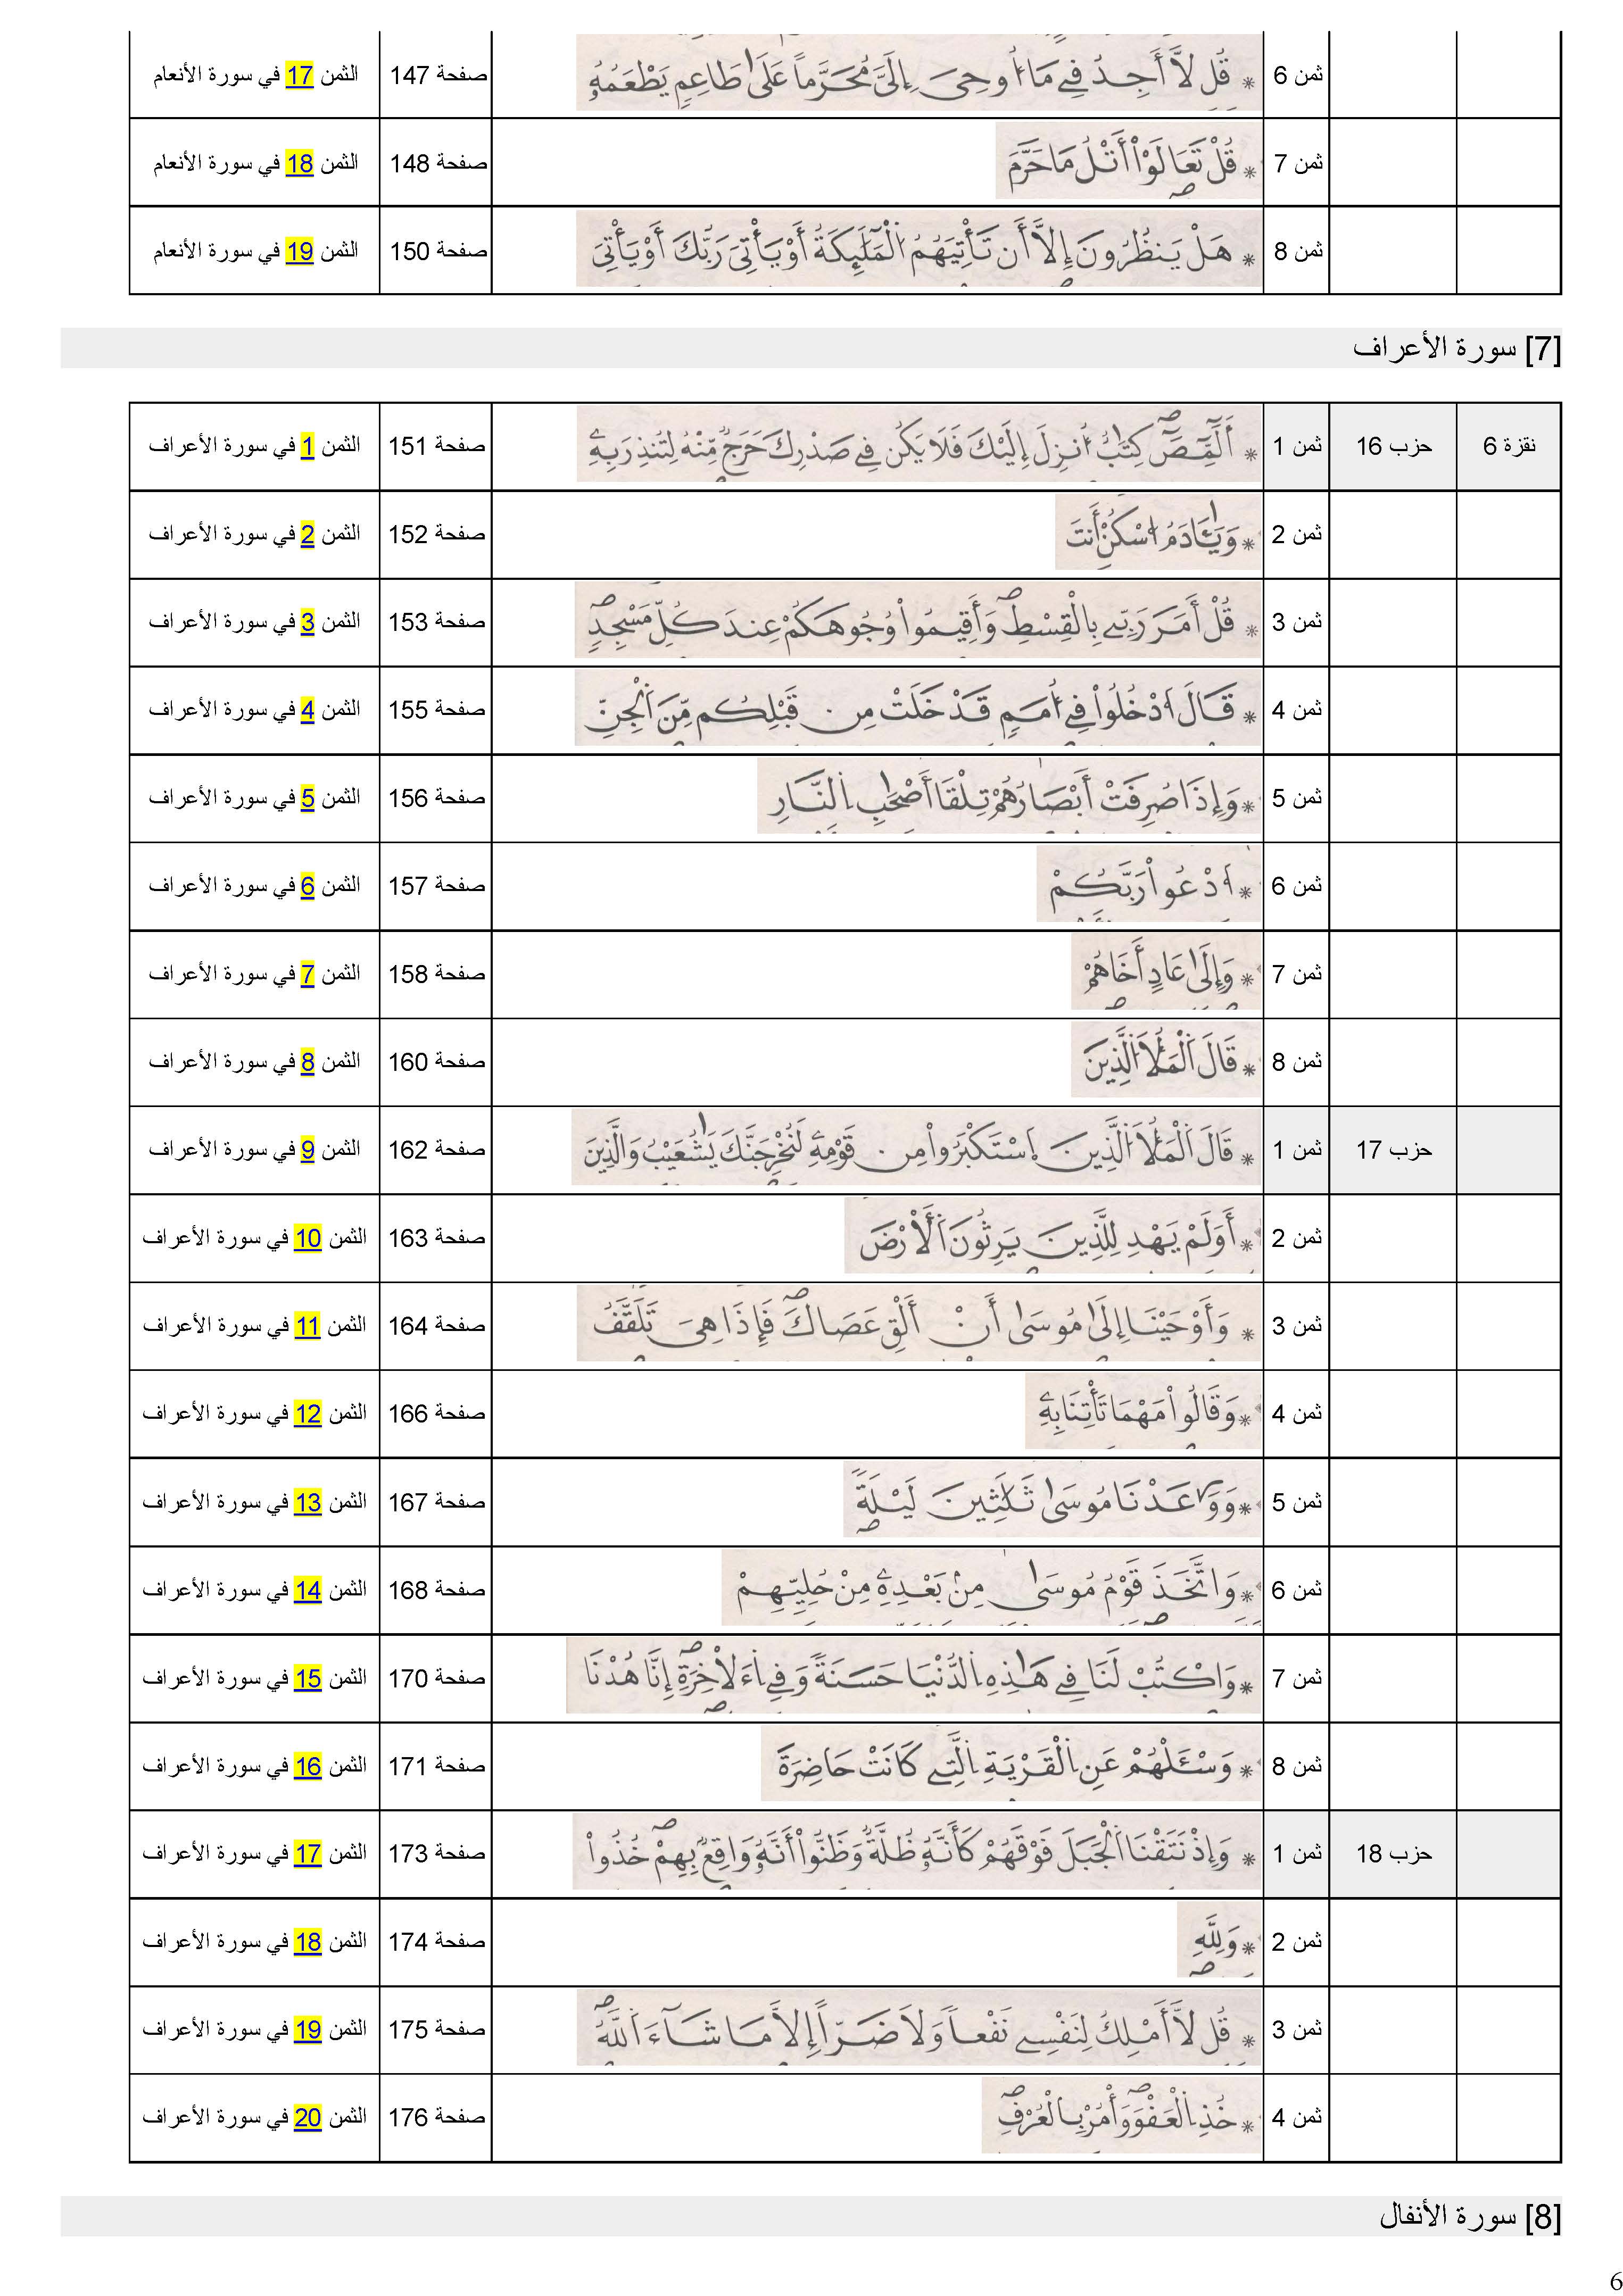 ثمن 6 * قُل لَّا أَجِدُ فِي مَا أُوحِيَ إِلَيَّ مُحَرَّماً عَلَىٰ طَاعِمٍ يَطْعَمُهُ صفحة 147 الثمن 17 في سورة الأنعام
ثمن 7 * قُلْ تَعَالَوْاْ أَتْلُ مَا حَرَّمَ صفحة 148 الثمن 18 في سورة الأنعام
ثمن 8 * هَلْ يَنظُرُونَ إِلَّا أَن تَأْتِيَهُمُ الْمَلَٰئِكَةُ أَوْ يَأْتِيَ رَبُّكَ أَوْ يَأْتِيَ صفحة 150 الثمن 19 في سورة الأنعام
[7] سورة الأعراف
نقزة 6 حزب 16 ثمن 1 * أَلَٓمِّٓصَٓ كِتَٰبٌ أُنزِلَ إِلَيْكَ فَلَا يَكُن فِي صَدْرِكَ حَرَجٌ مِّنْهُ لِتُنذِرَ بِهِ صفحة 151 الثمن 1 في سورة الأعراف
ثمن 2 * وَيَٰـَٔادَمُ اسْكُنْ أَنتَ صفحة 152 الثمن 2 في سورة الأعراف
ثمن 3 * قُلْ أَمَرَ رَبِّي بِالْقِسْطِ وَأَقِيمُواْ وُجُوهَكُمْ عِندَ كُلِّ مَسْجِدٍ صفحة 153 الثمن 3 في سورة الأعراف
ثمن 4 * قَالَ ادْخُلُواْ فِي أُمَمٍ قَدْ خَلَتْ مِن قَبْلِكُم مِّنَ الْجِنِّ صفحة 155 الثمن 4 في سورة الأعراف
ثمن 5 * وَإِذَا صُرِفَتْ أَبْصَارُهُمْ تِلْقَا أَصْحَٰبِ النَّارِ صفحة 156 الثمن 5 في سورة الأعراف
ثمن 6 * ادْعُواْ رَبَّكُمْ صفحة 157 الثمن 6 في سورة الأعراف
ثمن 7 * وَإِلَىٰ عَادٍ أَخَاهُمْ صفحة 158 الثمن 7 في سورة الأعراف
ثمن 8 * قَالَ الْمَلَأُ الَّذِينَ صفحة 160 الثمن 8 في سورة الأعراف
حزب 17 ثمن 1 * قَالَ الْمَلَأُ الَّذِينَ اسْتَكْبَرُواْ مِن قَوْمِهِ لَنُخْرِجَنَّكَ يَٰشُعَيْبُ وَالَّذِينَ صفحة 162 الثمن 9 في سورة الأعراف
ثمن 2 * أَوَلَمْ يَهْدِ لِلَّذِينَ يَرِثُونَ الْأَرْضَ صفحة 163 الثمن 10 في سورة الأعراف
ثمن 3 * وَأَوْحَيْنَا إِلَىٰ مُوسَىٰ أَنْ أَلْقِ عَصَاكَ فَإِذَا هِيَ تَلَقَّفُ صفحة 164 الثمن 11 في سورة الأعراف
ثمن 4 * وَقَالُواْ مَهْمَا تَأْتِنَا بِهِ صفحة 166 الثمن 12 في سورة الأعراف
ثمن 5 * وَوَٰعَدْنَا مُوسَىٰ ثَلَٰثِينَ لَيْلَةً صفحة 167 الثمن 13 في سورة الأعراف
ثمن 6 * وَاتَّخَذَ قَوْمُ مُوسَىٰ مِنْ بَعْدِهِ مِنْ حُلِيِّهِمْ صفحة 168 الثمن 14 في سورة الأعراف
ثمن 7 * وَاكْتُبْ لَنَا فِي هَٰذِهِ الدُّنْيَا حَسَنَةً وَفِي الْأَخِرَةِ إِنَّا هُدْنَا صفحة 170 الثمن 15 في سورة الأعراف
ثمن 8 * وَسْـَٔلْهُمْ عَنِ الْقَرْيَةِ الَّتِي كَانَتْ حَاضِرَةَ صفحة 171 الثمن 16 في سورة الأعراف
حزب 18 ثمن 1 * وَإِذْ نَتَقْنَا الْجَبَلَ فَوْقَهُمْ كَأَنَّهُ ظُلَّةٌ وَظَنُّواْ أَنَّهُ وَاقِعٌ بِهِمْ خُذُواْ صفحة 173 الثمن 17 في سورة الأعراف
ثمن 2 * وَلِلَّهِ صفحة 174 الثمن 18 في سورة الأعراف
ثمن 3 * قُل لَّا أَمْلِكُ لِنَفْسِي نَفْعاً وَلَا ضَرّاً إِلَّا مَا شَآءَ اللَّهُ صفحة 175 الثمن 19 في سورة الأعراف
ثمن 4 * خُذِ الْعَفْوَ وَأْمُرْ بِالْعُرْفِ صفحة 176 الثمن 20 في سورة الأعراف
[8] سورة الأنفال
6